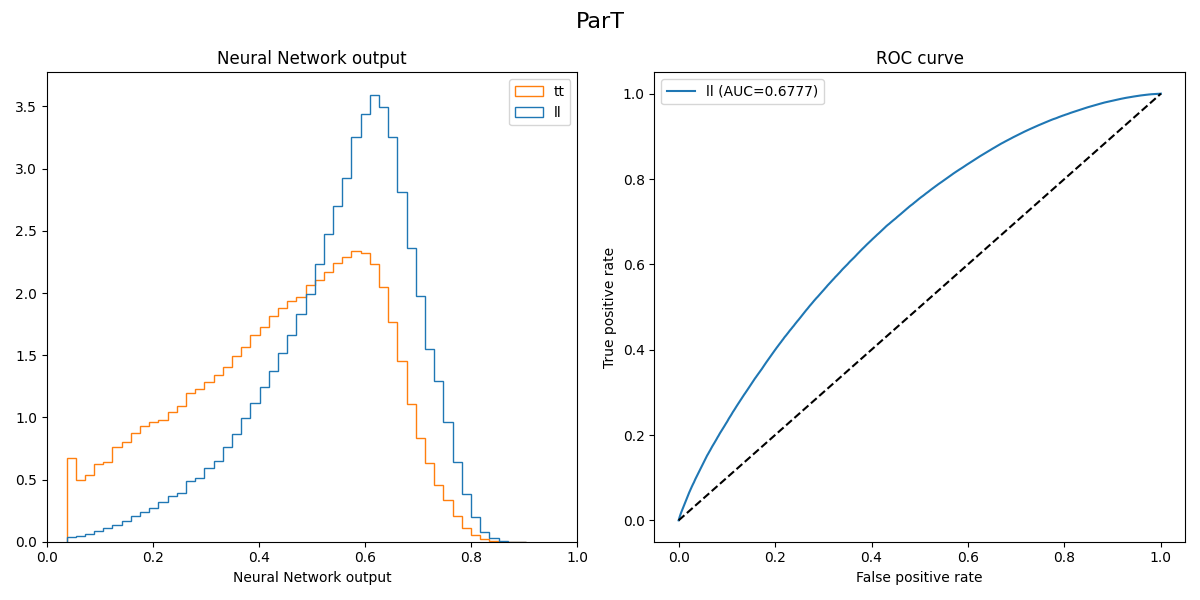 ParT
Neural Network output
tt
ll
3.5
3.0
2.5
2.0
1.5
1.0
0.5
0.0
0.0 0.2 0.4 0.6 0.8 1.0
Neural Network output
ROC curve
ll (AUC=0.6777)
True positive rate
1.0
0.8
0.6
0.4
0.2
0.0
0.0 0.2 0.4 0.6 0.8 1.0
False positive rate